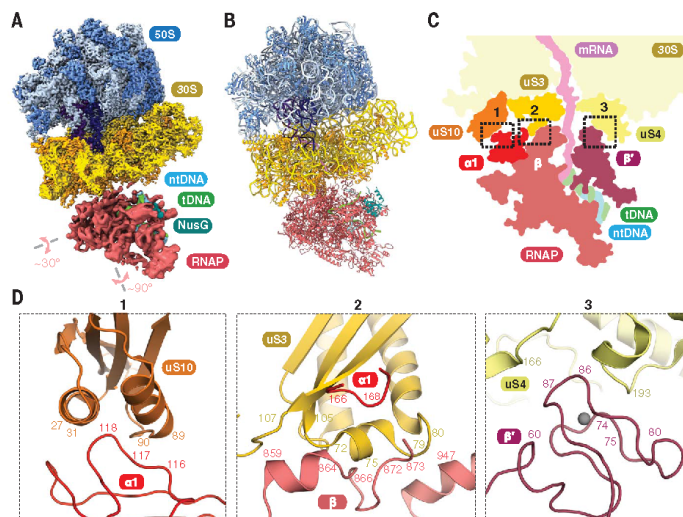 A
50S
30S
ntDNA
tDNA
NusG
RNAP
~30°
~90°
B
C
mRNA
30S
uS3
1
2
3
uS10
uS4
α1
β
β′
tDNA
ntDNA
RNAP
D
1
uS10
27
31
90
89
118
117
116
α1
2
uS3
α1
166
168
107
105
72
75
79
80
859
864
866
872
873
947
β
3
166
uS4
86
87
193
74
75
80
60
β′